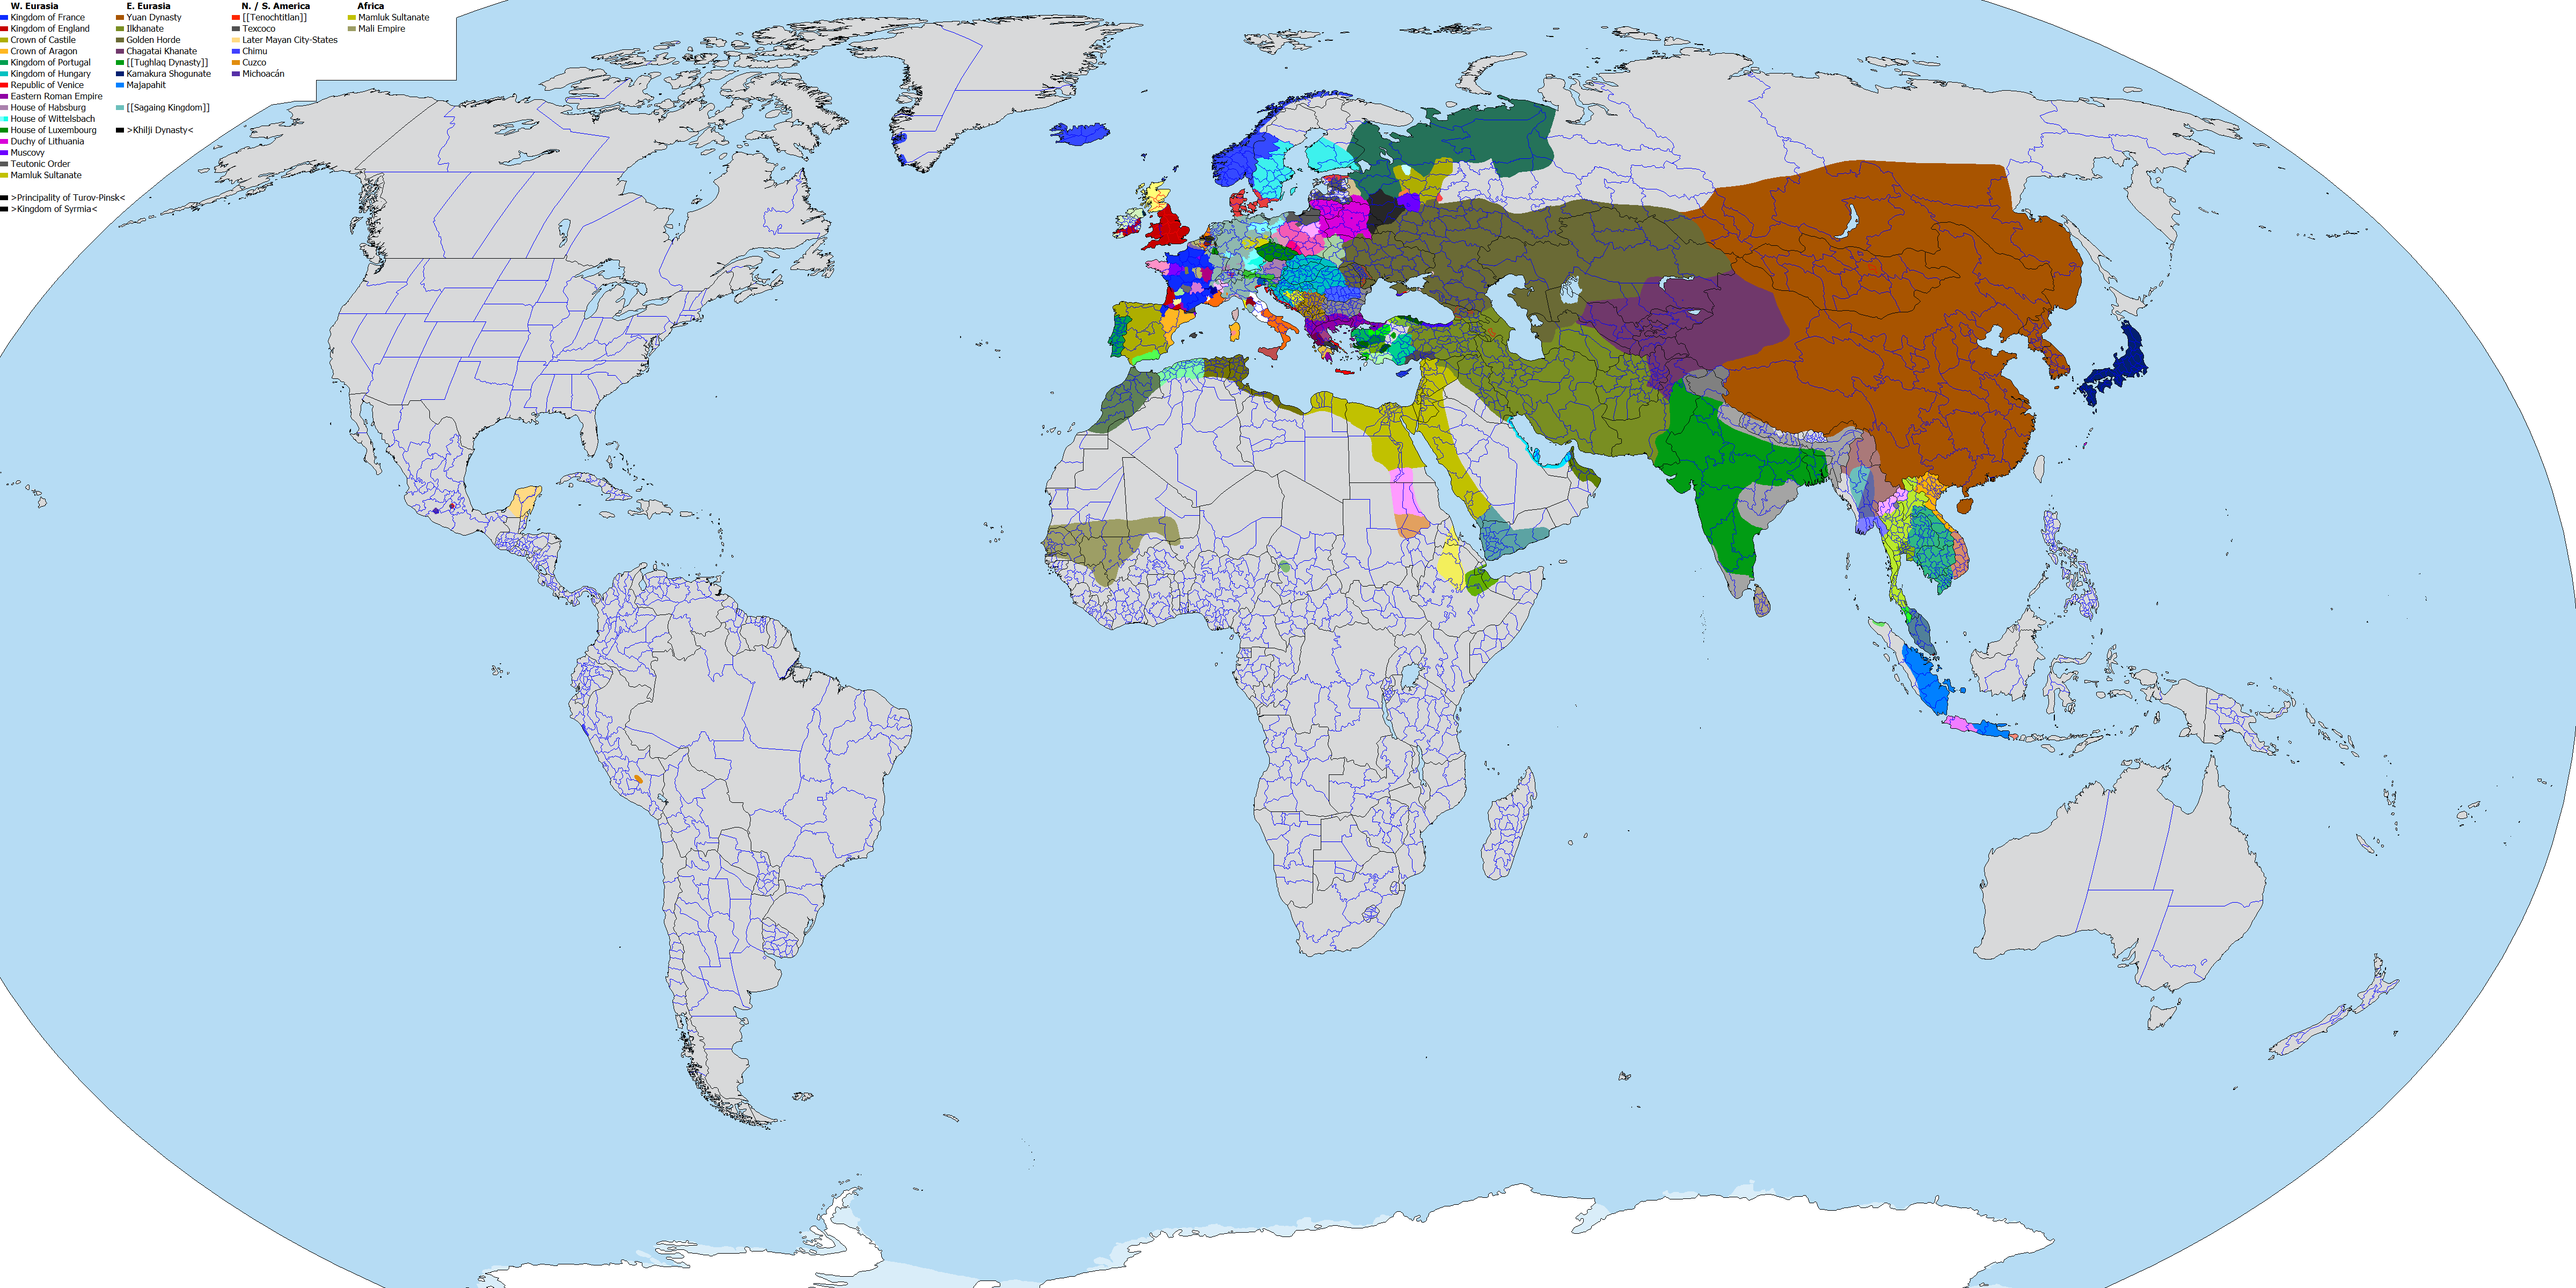 W. Eurasia
Kingdom of France
Kingdom of England
Crown of Castile
Crown of Aragon
Kingdom of Portugal
Kingdom of Hungary
Republic of Venice
Eastern Roman Empire
House of Habsburg
House of Wittelsbach
House of Luxembourg
Duchy of Lithuania
Muscovy
Teutonic Order
Mamluk Sultanate
>Principality of Turov-Pinsk<
>Kingdom of Syrmia<
E. Eurasia
Yuan Dynasty
Ilkhanate
Golden Horde
Chagatai Khanate
[[Tughlaq Dynasty]]
Kamakura Shogunate
Majapahit
[[Sagaing Kingdom]]
>Khilji Dynasty<
N. / S. America
[[Tenochtitlan]]
Texcoco
Later Mayan City-States
Chimu
Cuzco
Michoacán
Africa
Mamluk Sultanate
Mali Empire